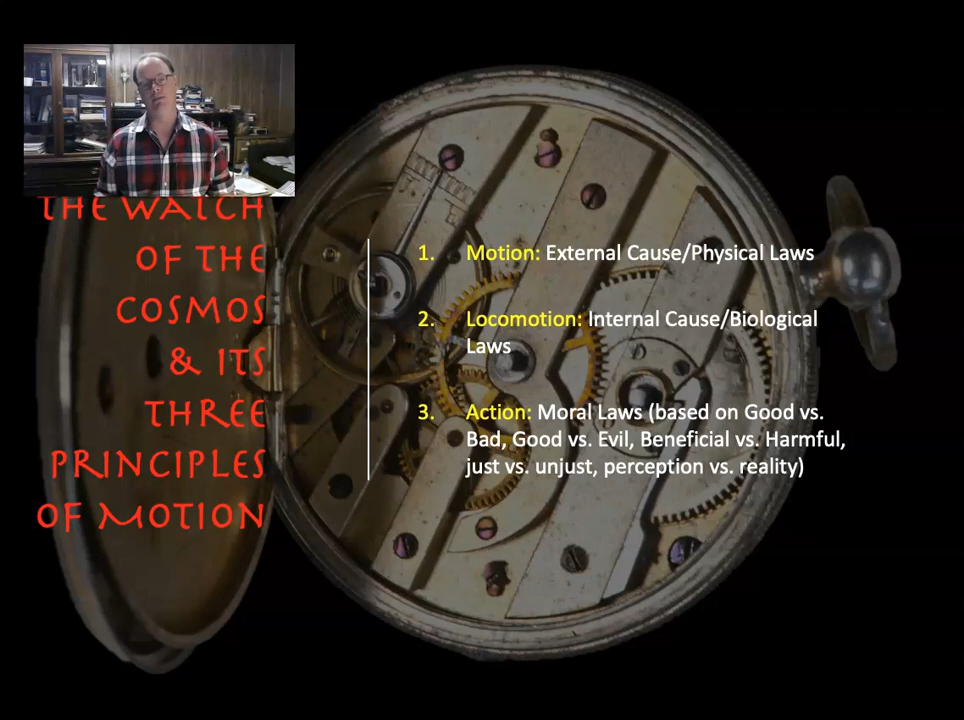 THE WATCH
OF THE
COSMOS
& ITS
THREE
PRINCIPLES
OF MOTION
1. Motion: External Cause/Physical Laws
2. Locomotion: Internal Cause/Biological
Laws
3. Action: Moral Laws (based on Good vs.
Bad, Good vs. Evil, Beneficial vs. Harmful,
just vs. unjust, perception vs. reality)